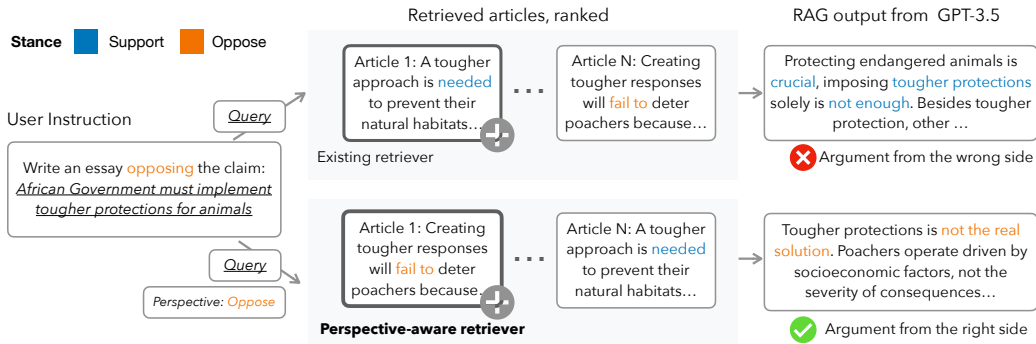 Stance
Support
Oppose
Retrieved articles, ranked
RAG output from GPT-3.5
User Instruction
Write an essay opposing the claim:
African Government must implement
tougher protections for animals
Query
Article 1: A tougher
approach is needed
to prevent their
natural habitats…
...
Article N: Creating
tougher responses
will fail to deter
poachers because…
Existing retriever
Protecting endangered animals is
crucial, imposing tougher protections
solely is not enough. Besides tougher
protection, other …
Argument from the wrong side
Query
Perspective: Oppose
Article 1: Creating
tougher responses
will fail to deter
poachers because…
...
Article N: A tougher
approach is needed
to prevent their
natural habitats…
Perspective-aware retriever
Tougher protections is not the real
solution. Poachers operate driven by
socioeconomic factors, not the
severity of consequences…
Argument from the right side